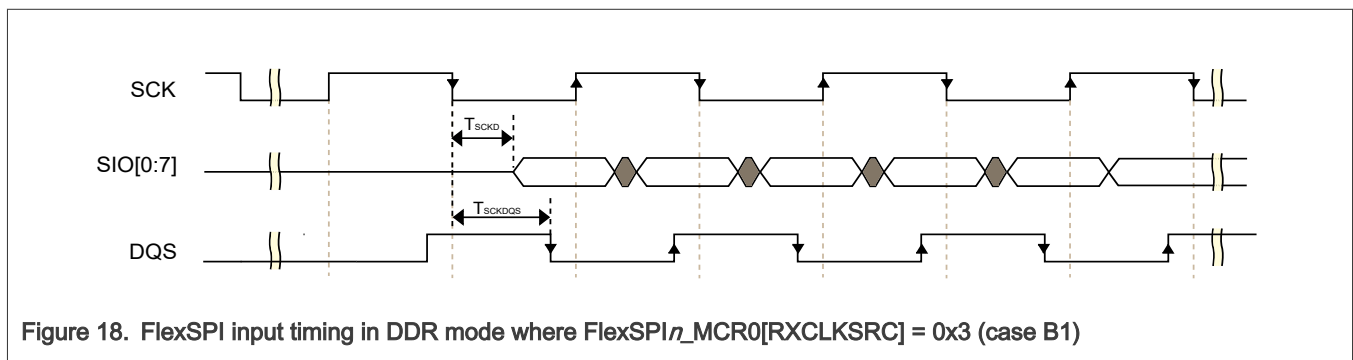 SCK
TSCKD
SIO[0:7]
TSCKDQS
DQS
Figure 18. FlexSPI input timing in DDR mode where FlexSPIn_MCR0[RXCLKSRC] = 0x3 (case B1)